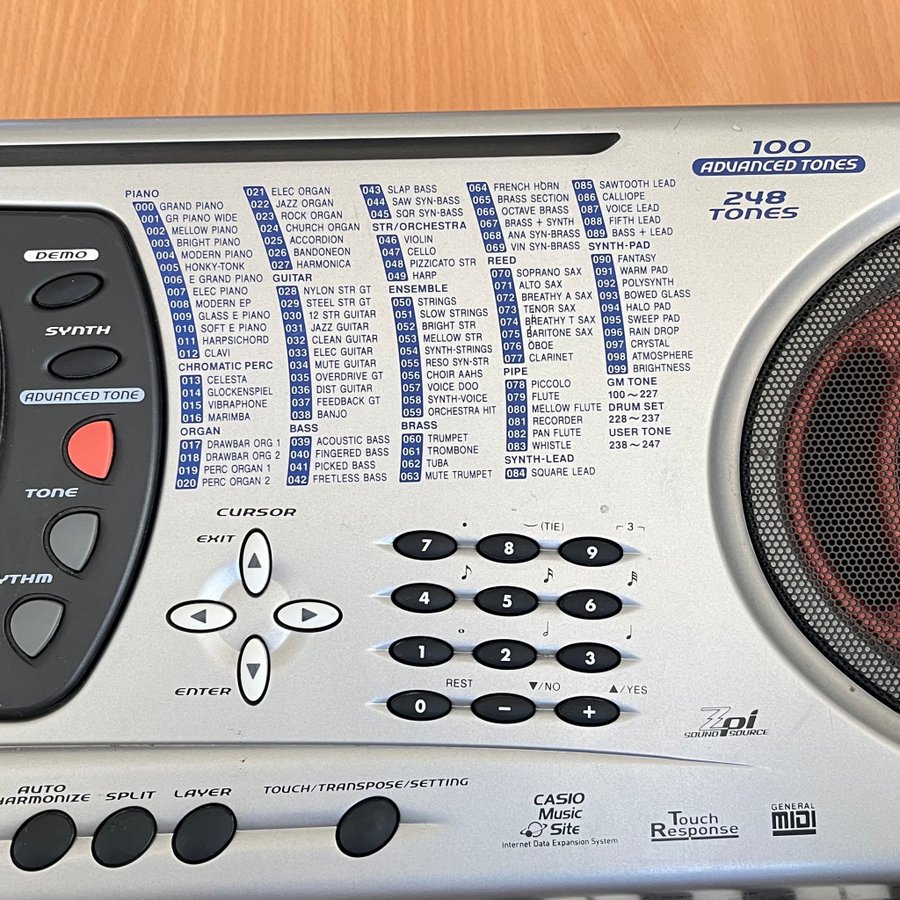 100
ADVANCED TONES
248
TONES
PIANO
000 GRAND PIANO
001 GR PIANO WIDE
002 MELLOW PIANO
003 BRIGHT PIANO
004 MODERN PIANO
005 HONKY-TONK
006 E GRAND PIANO
007 ELEC PIANO
008 MODERN EP
009 GLASS E PIANO
010 SOFT E PIANO
011 HARPSICHORD
012 CLAVI
CHROMATIC PERC
013 CELESTA
014 GLOCKENSPIEL
015 VIBRAPHONE
016 MARIMBA
ORGAN
017 DRAWBAR ORG 1
018 DRAWBAR ORG 2
019 PERC ORGAN 1
020 PERC ORGAN 2
021 ELEC ORGAN
022 JAZZ ORGAN
023 ROCK ORGAN
024 CHURCH ORGAN
025 ACCORDION
026 BANDONEON
027 HARMONICA
GUITAR
028 NYLON STR GT
029 STEEL STR GT
030 12 STR GUITAR
031 JAZZ GUITAR
032 CLEAN GUITAR
033 ELEC GUITAR
034 MUTE GUITAR
035 OVERDRIVE GT
036 DIST GUITAR
037 FEEDBACK GT
038 BANJO
BASS
039 ACOUSTIC BASS
040 FINGERED BASS
041 PICKED BASS
042 FRETLESS BASS
043 SLAP BASS
044 SAW SYN-BASS
045 SQR SYN-BASS
STR/ORCHESTRA
046 VIOLIN
047 CELLO
048 PIZZICATO STR
049 HARP
ENSEMBLE
050 STRINGS
051 SLOW STRINGS
052 BRIGHT STR
053 MELLOW STR
054 SYNTH-STRINGS
055 RESO SYN-STR
056 CHOIR AAHS
057 VOICE DOO
058 SYNTH-VOICE
059 ORCHESTRA HIT
BRASS
060 TRUMPET
061 TROMBONE
062 TUBA
063 MUTE TRUMPET
064 FRENCH HORN
065 BRASS SECTION
066 OCTAVE BRASS
067 BRASS + SYNTH
068 ANA SYN-BRASS
069 VIN SYN-BRASS
REED
070 SOPRANO SAX
071 ALTO SAX
072 BREATHY A SAX
073 TENOR SAX
074 BREATHY T SAX
075 BARITONE SAX
076 OBOE
077 CLARINET
PIPE
078 PICCOLO
079 FLUTE
080 MELLOW FLUTE
081 RECORDER
082 PAN FLUTE
083 WHISTLE
SYNTH-LEAD
084 SQUARE LEAD
085 SAWTOOTH LEAD
086 CALLIOPE
087 VOICE LEAD
088 FIFTH LEAD
089 BASS + LEAD
SYNTH-PAD
090 FANTASY
091 WARM PAD
092 POLYSYNTH
093 BOWED GLASS
094 HALO PAD
095 SWEEP PAD
096 RAIN DROP
097 CRYSTAL
098 ATMOSPHERE
099 BRIGHTNESS
GM TONE
100~227
DRUM SET
228~237
USER TONE
238~247
DEMO
SYNTH
ADVANCED TONE
TONE
YTHM
CURSOR
EXIT
ENTER
(TIE) 3
7 8 9
4 5 6
1 2 3
REST ▼/NO ▲/YES
0 − +
Zpi
SOUND SOURCE
AUTO
HARMONIZE SPLIT LAYER TOUCH/TRANSPOSE/SETTING
CASIO
Music
Site
Internet Data Expansion System
Touch
Response
GENERAL
MIDI